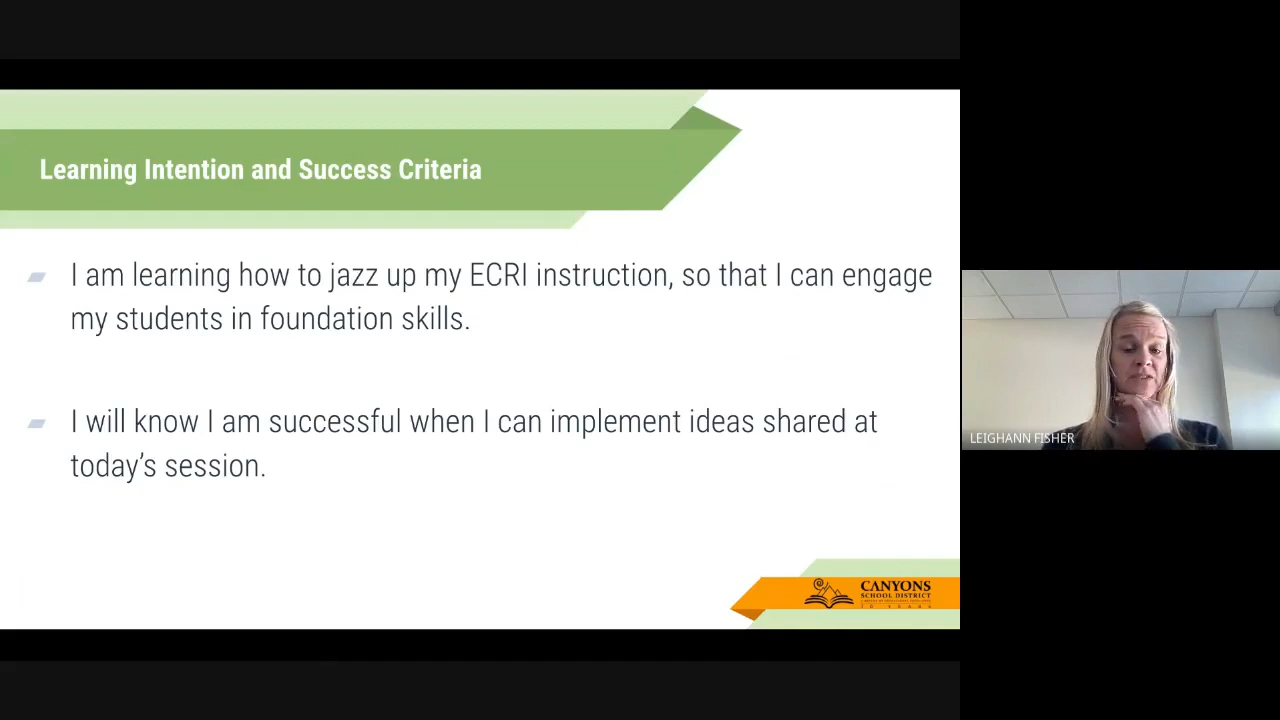 Learning Intention and Success Criteria
I am learning how to jazz up my ECRI instruction, so that I can engage
my students in foundation skills.
I will know I am successful when I can implement ideas shared at
today's session.
LEIGHANN FISHER
CANYONS
SCHOOL DISTRICT